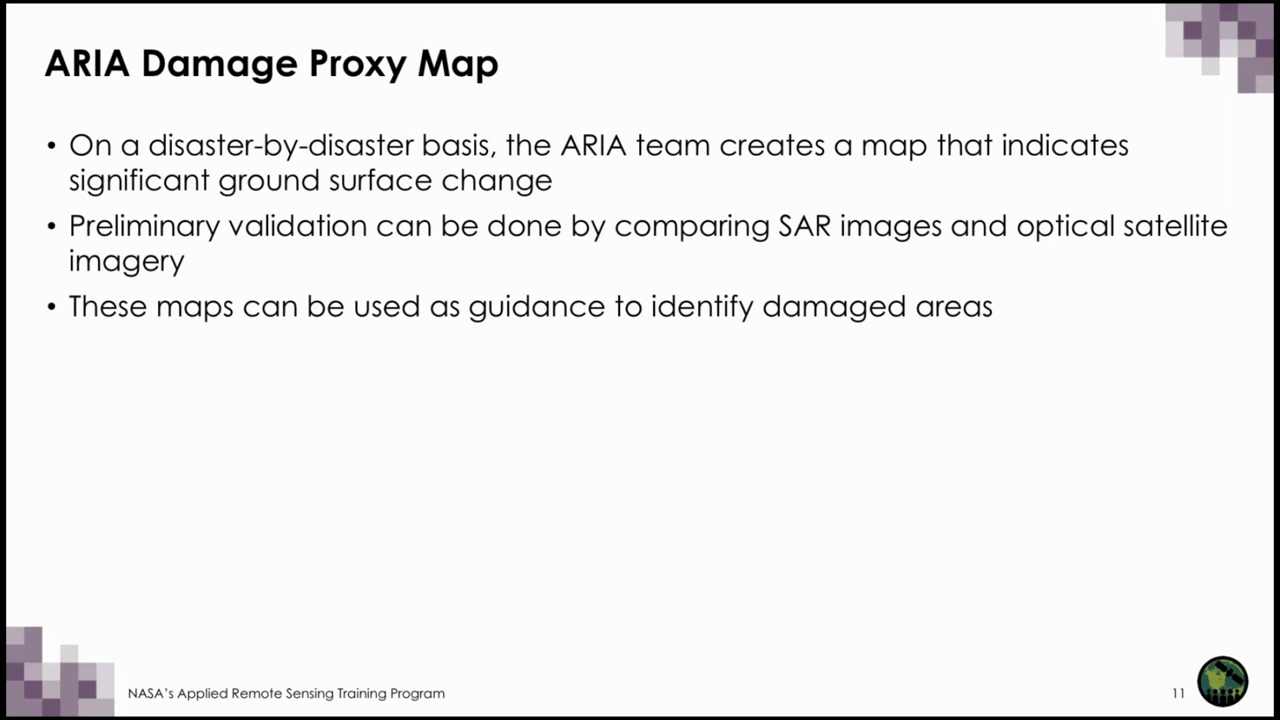 ARIA Damage Proxy Map
• On a disaster-by-disaster basis, the ARIA team creates a map that indicates
significant ground surface change
• Preliminary validation can be done by comparing SAR images and optical satellite
imagery
• These maps can be used as guidance to identify damaged areas
NASA's Applied Remote Sensing Training Program
11